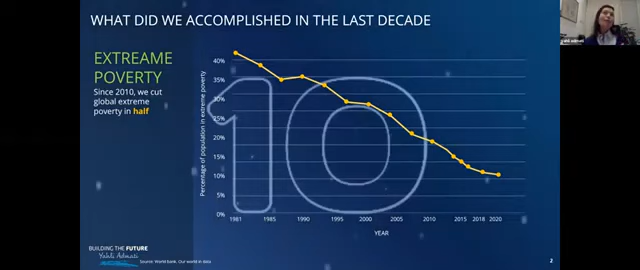 WHAT DID WE ACCOMPLISHED IN THE LAST DECADE
EXTREAME
POVERTY
Since 2010, we cut
global extreme
poverty in half
Percentage of population in extreme poverty
40%
35%
30%
25%
20%
15%
10%
5%
0%
10
1981
1985
1990
1995
2000
2005
2010
2015
2018
2020
YEAR
BUILDING THE FUTURE
Source: World bank. Our world in data
2